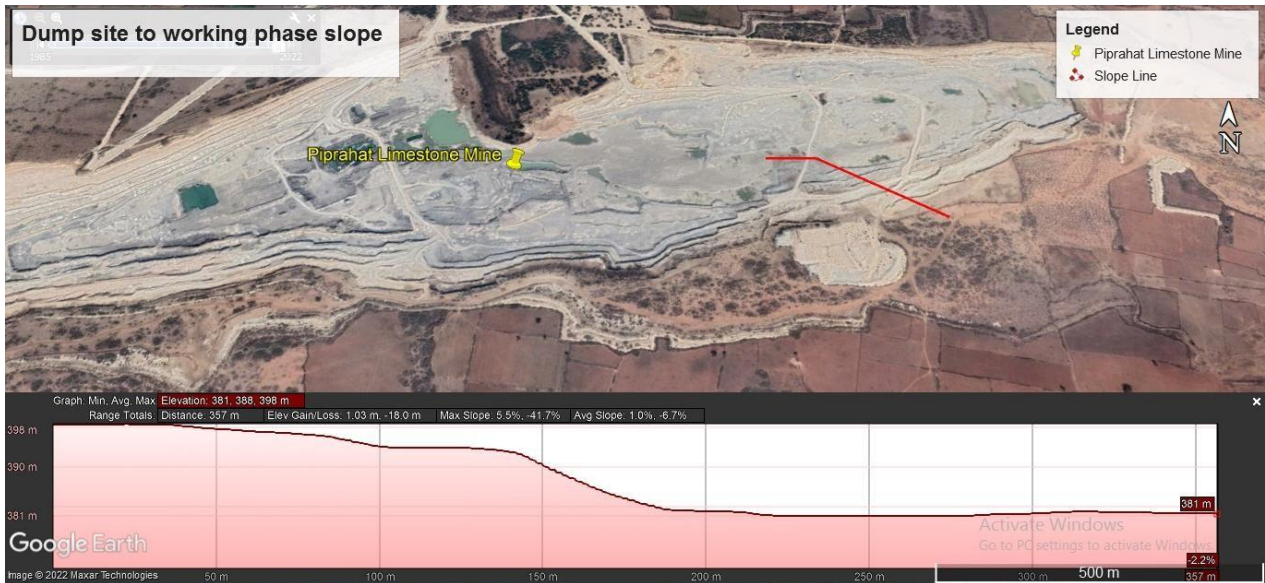 Dump site to working phase slope
1985
2022
Legend
Piprahat Limestone Mine
Slope Line
N
Piprahat Limestone Mine
Graph: Min, Avg, Max Elevation: 381, 388, 398 m
Range Totals: Distance: 357 m Elev Gain/Loss: 1.03 m, -18.0 m Max Slope: 5.5%, -41.7% Avg Slope: 1.0%, -6.7%
398 m
390 m
381 m
381 m
Activate Windows
Go to PC settings to activate Windows.
Google Earth
-2.2%
Image © 2022 Maxar Technologies
50 m
100 m
150 m
200 m
250 m
300 m
500 m
357 m